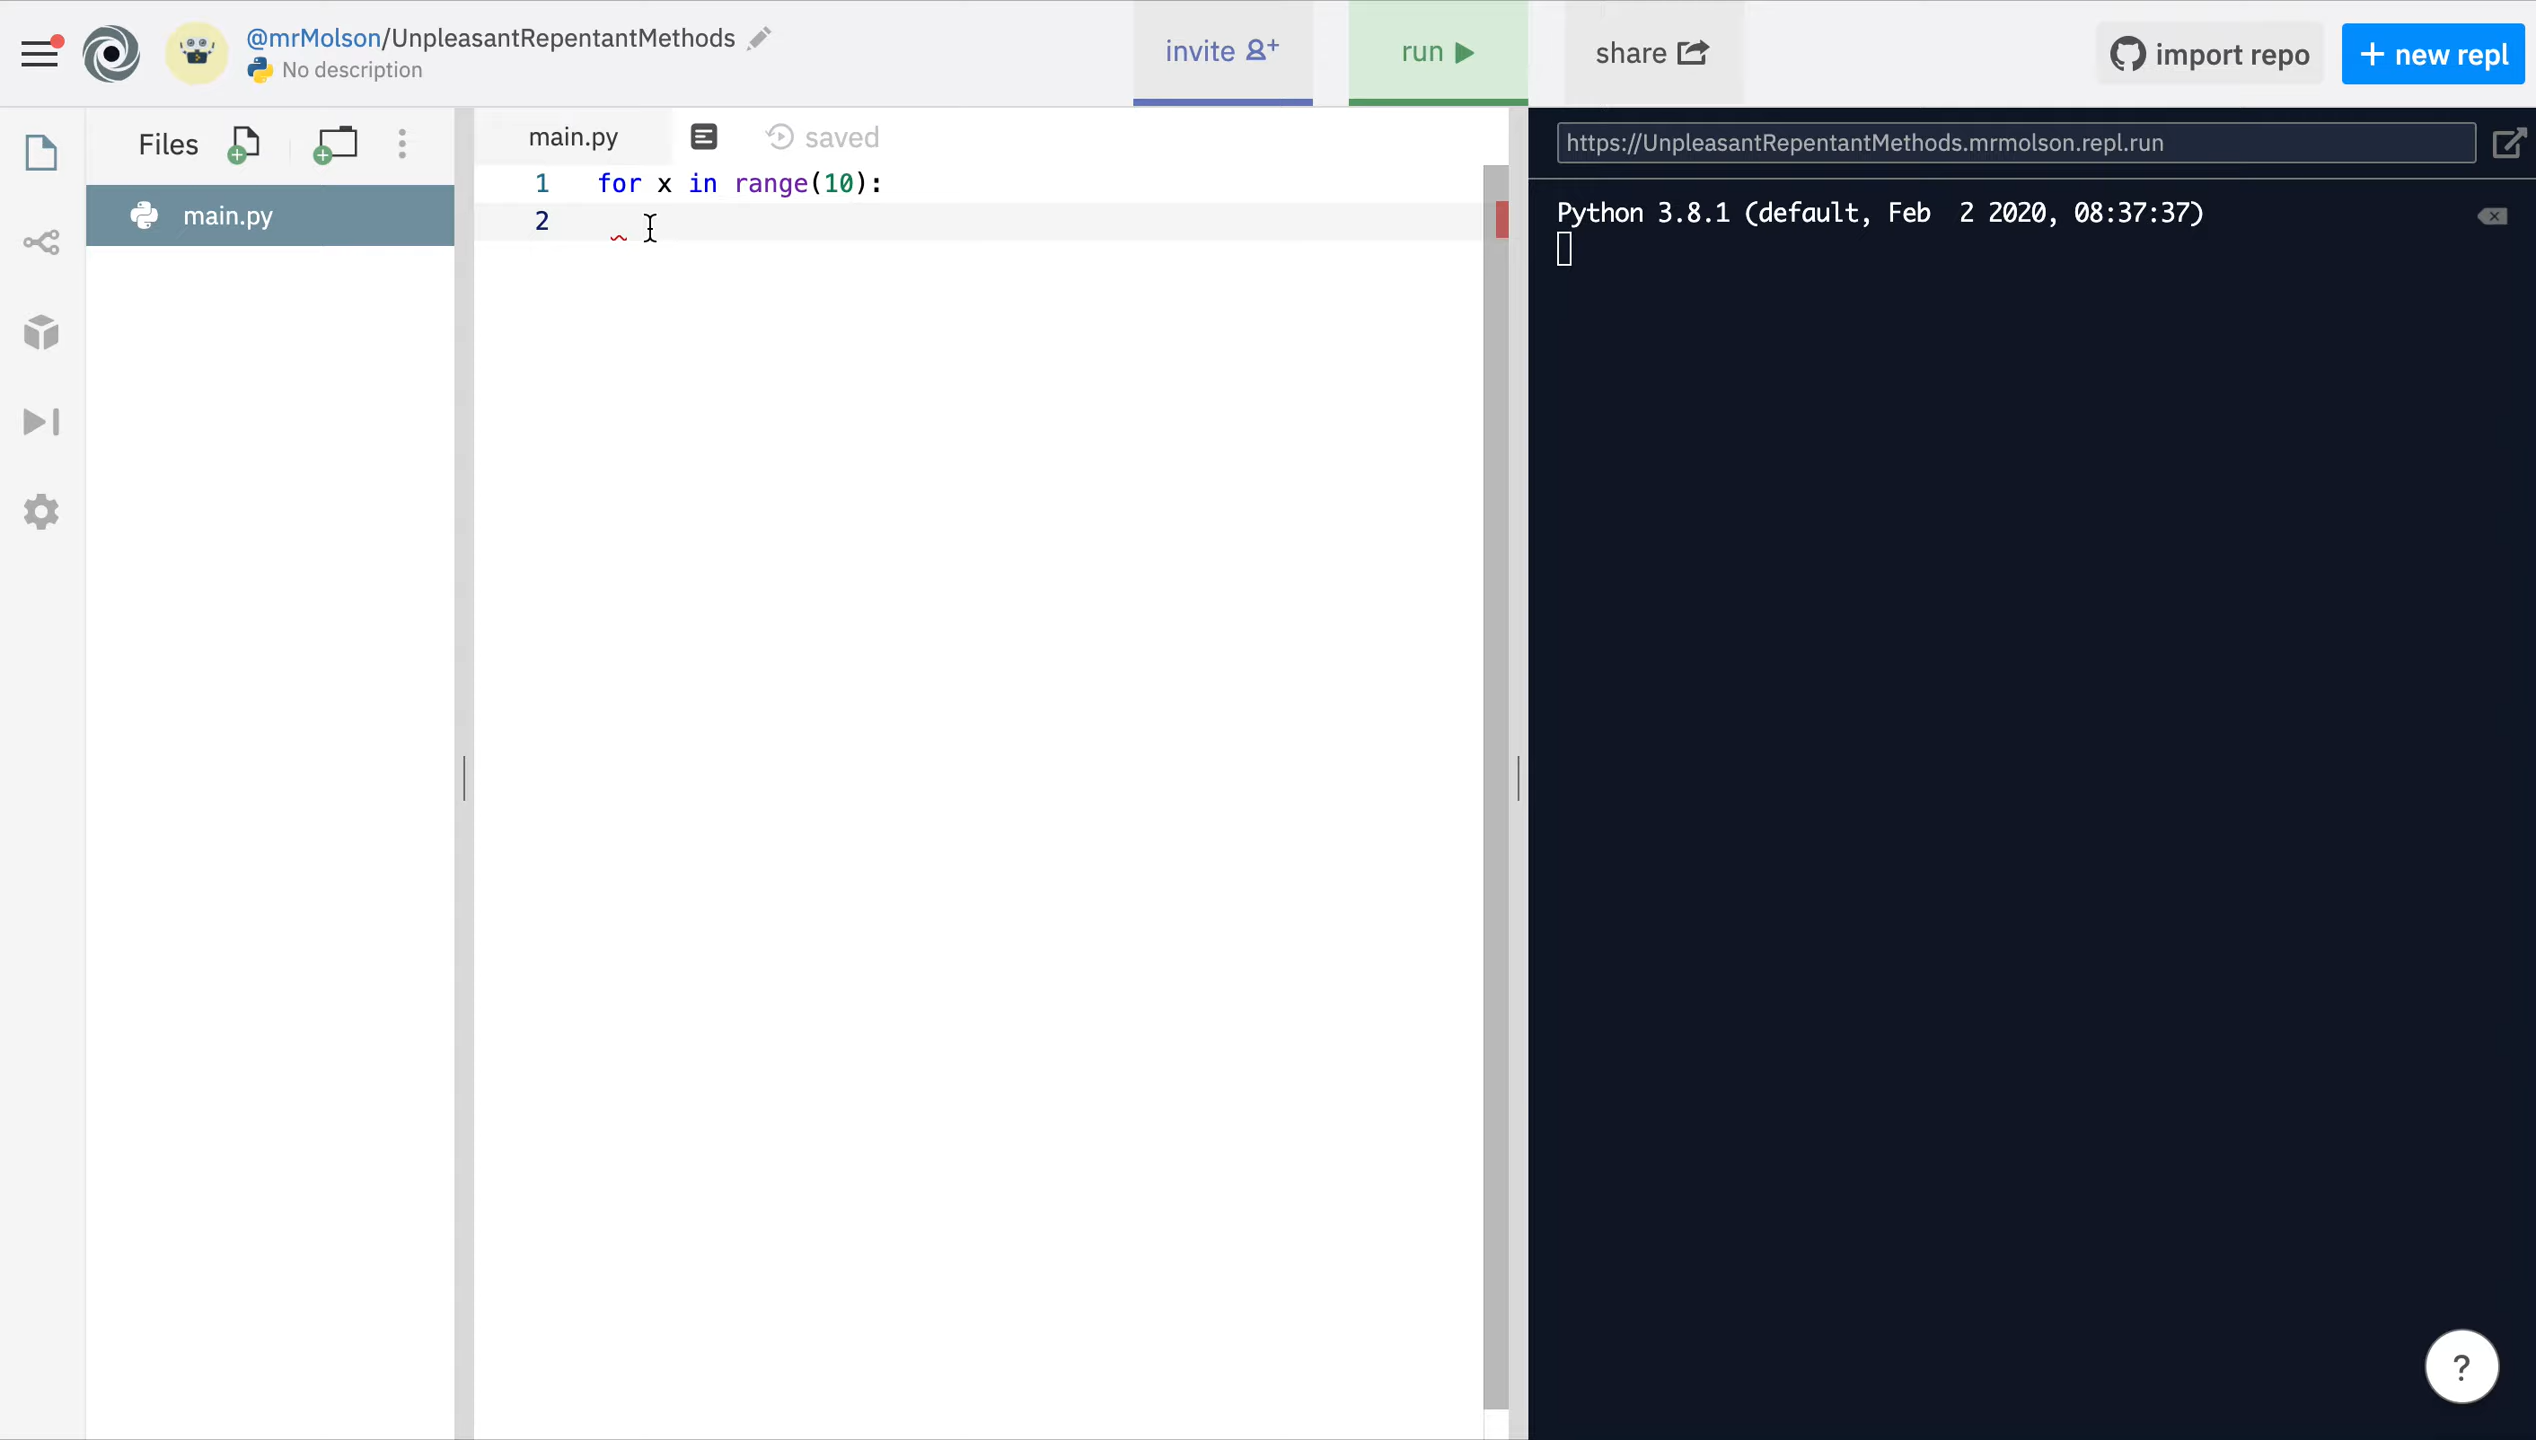 @mrMolson/UnpleasantRepentantMethods
No description
invite
run
share
import repo
+ new repl
Files
main.py
main.py
saved
1 for x in range(10):
2
https://UnpleasantRepentantMethods.mrmolson.repl.run
Python 3.8.1 (default, Feb  2 2020, 08:37:37)
?